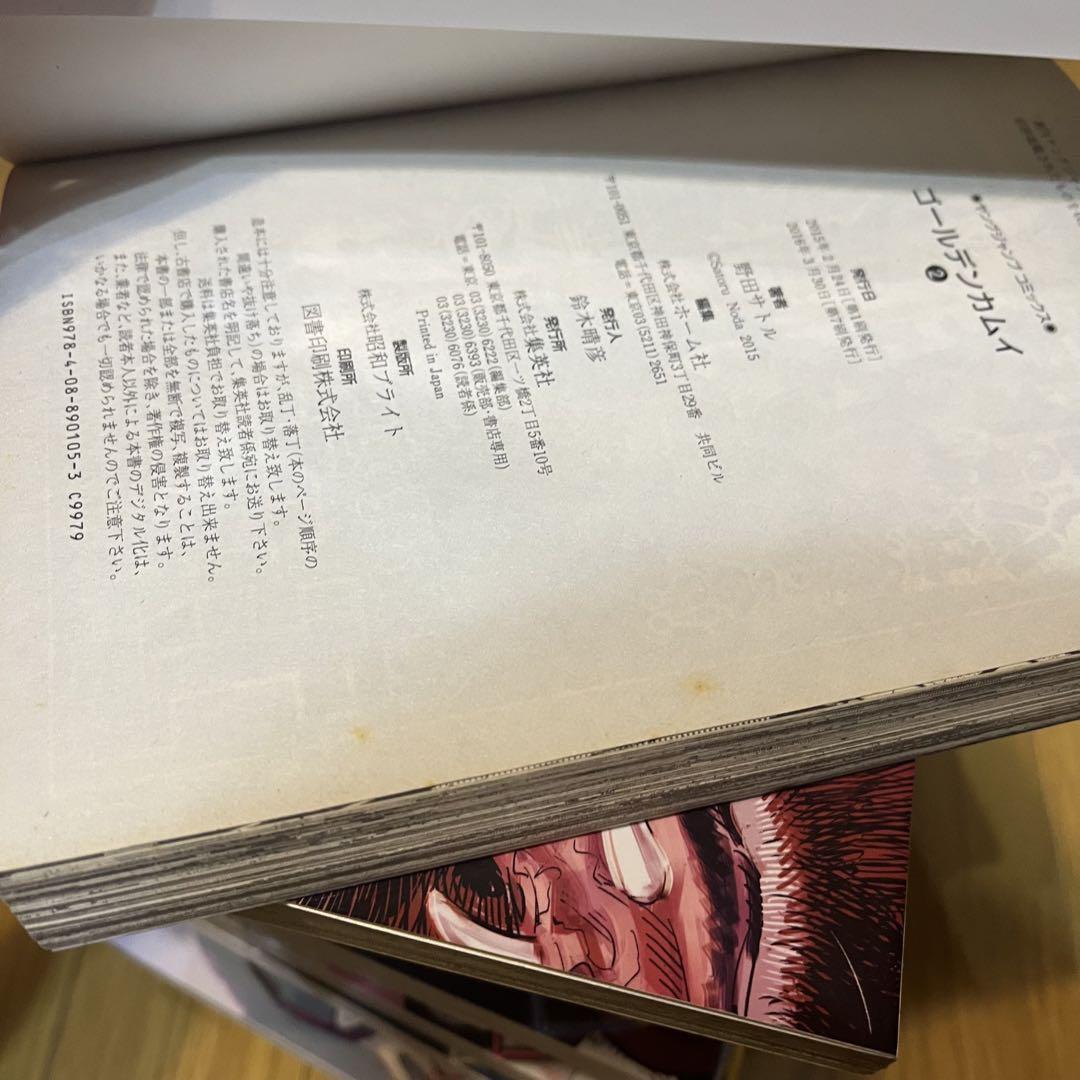 ●ヤングジャンプ コミックス●
ゴールデンカムイ
❷
発行日
2015年2月24日[第1刷発行]
2016年3月30日[第7刷発行]
著者
野田サトル
©Satoru Noda 2015
編集
株式会社ホーム社
〒101-0051 東京都千代田区神田神保町3丁目29番 共同ビル
電話=東京03(5211)2651
発行人
鈴木晴彦
発行所
株式会社集英社
〒101-8050 東京都千代田区一ツ橋2丁目5番10号
電話=東京 03(3230)6222(編集部)
03(3230)6393(販売部・書店専用)
03(3230)6076(読者係)
Printed in Japan
製版所
株式会社昭和ブライト
印刷所
図書印刷株式会社
造本には十分注意しておりますが、乱丁・落丁(本のページ順序の
間違いや抜け落ち)の場合はお取り替え致します。
購入された書店名を明記して、集英社読者係宛にお送り下さい。
送料は集英社負担でお取り替え致します。
但し、古書店で購入したものについてはお取り替え出来ません。
本書の一部または全部を無断で複写、複製することは、
法律で認められた場合を除き、著作権の侵害となります。
また、業者など、読者本人以外による本書のデジタル化は、
いかなる場合でも一切認められませんのでご注意下さい。
ISBN978-4-08-890105-3 C9979